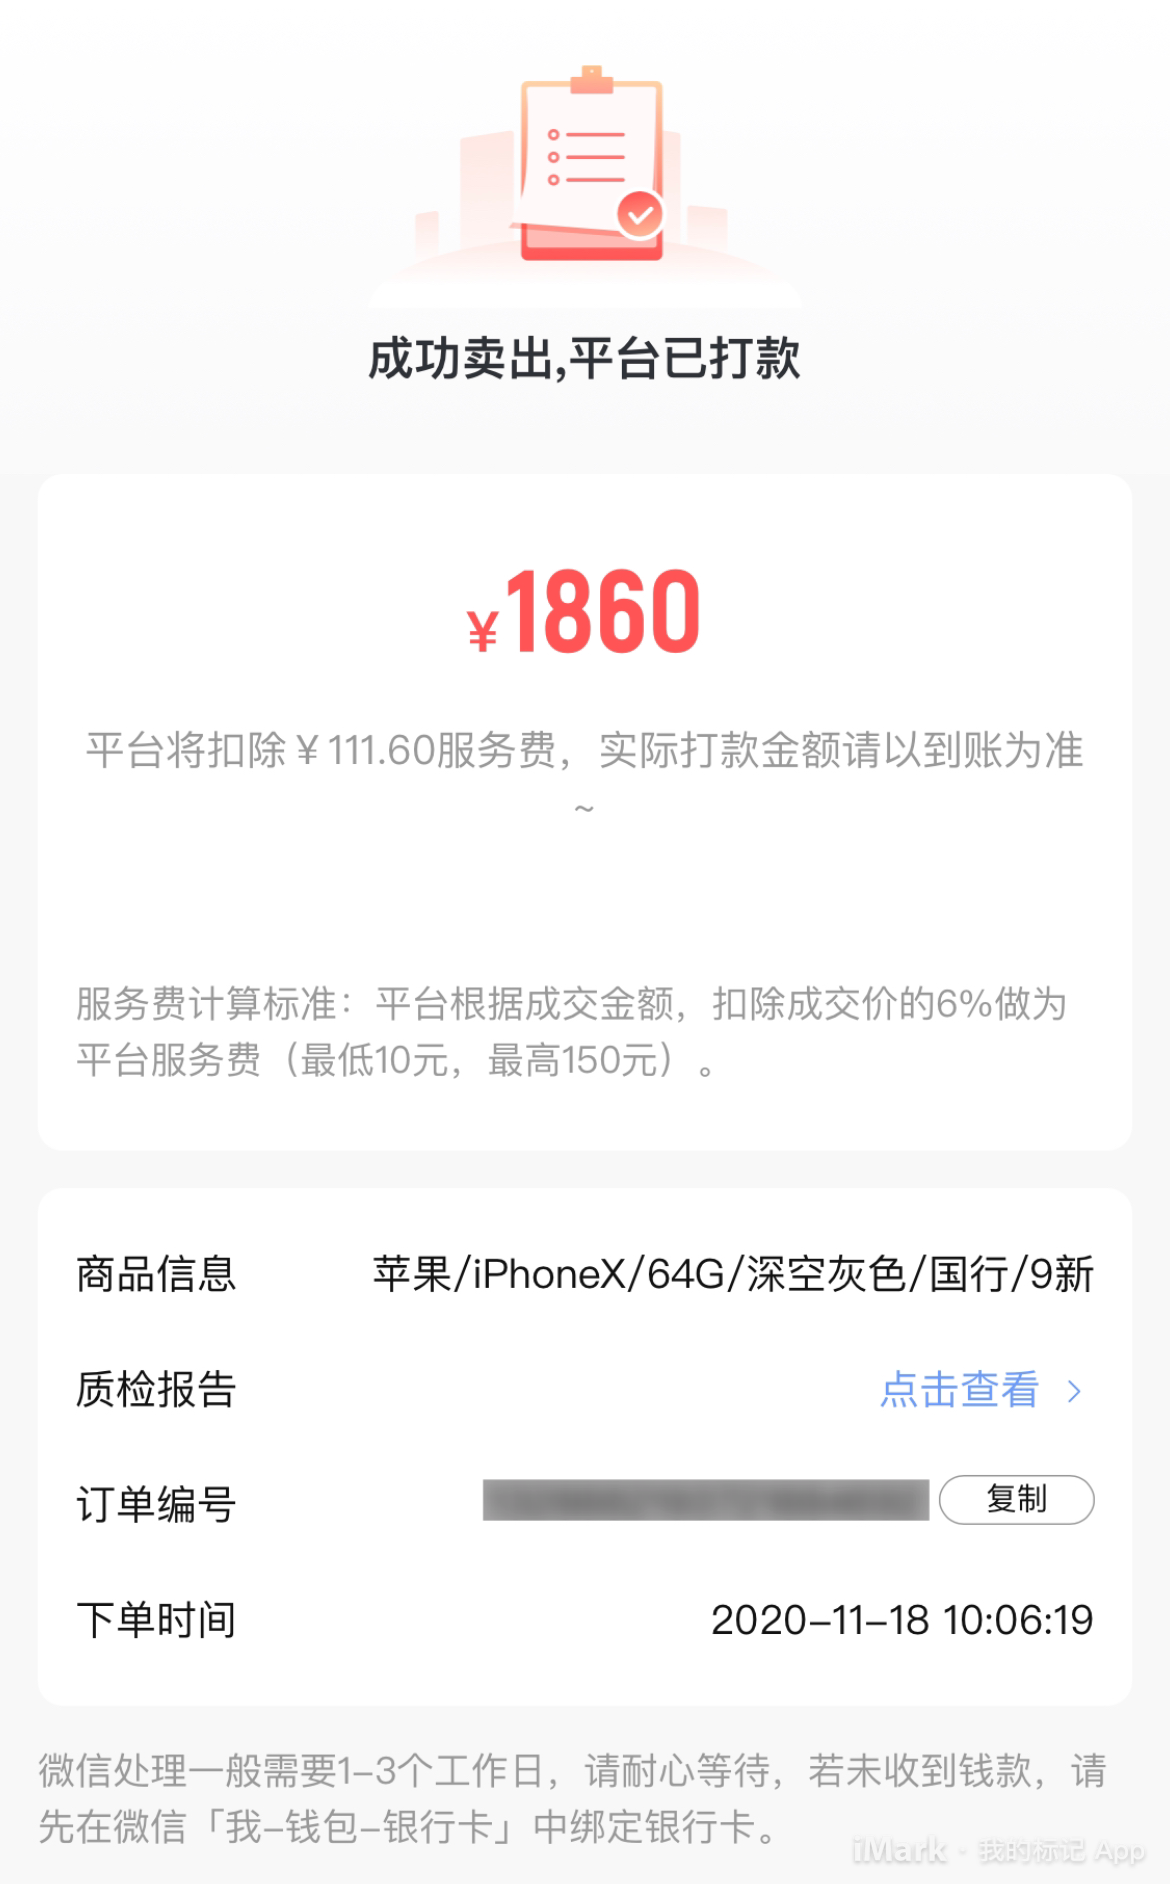 成功卖出,平台已打款
¥1860
平台将扣除￥111.60服务费，实际打款金额请以到账为准
~
服务费计算标准：平台根据成交金额，扣除成交价的6%做为
平台服务费（最低10元，最高150元）。
商品信息 苹果/iPhoneX/64G/深空灰色/国行/9新
质检报告 点击查看 >
订单编号 复制
下单时间 2020-11-18 10:06:19
微信处理一般需要1-3个工作日，请耐心等待，若未收到钱款，请
先在微信「我-钱包-银行卡」中绑定银行卡。
iMark · 我的标记 App